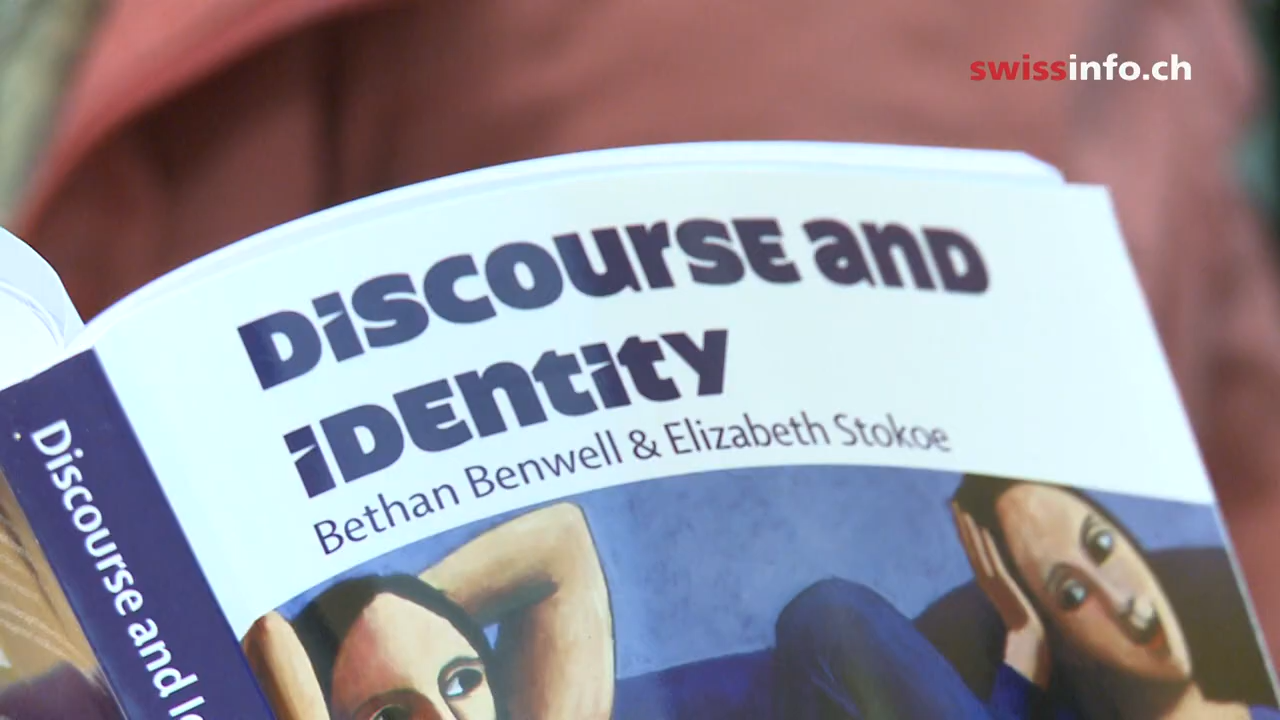 swissinfo.ch
DISCOURSE AND
IDENTITY
Bethan Benwell & Elizabeth Stokoe
Discourse and